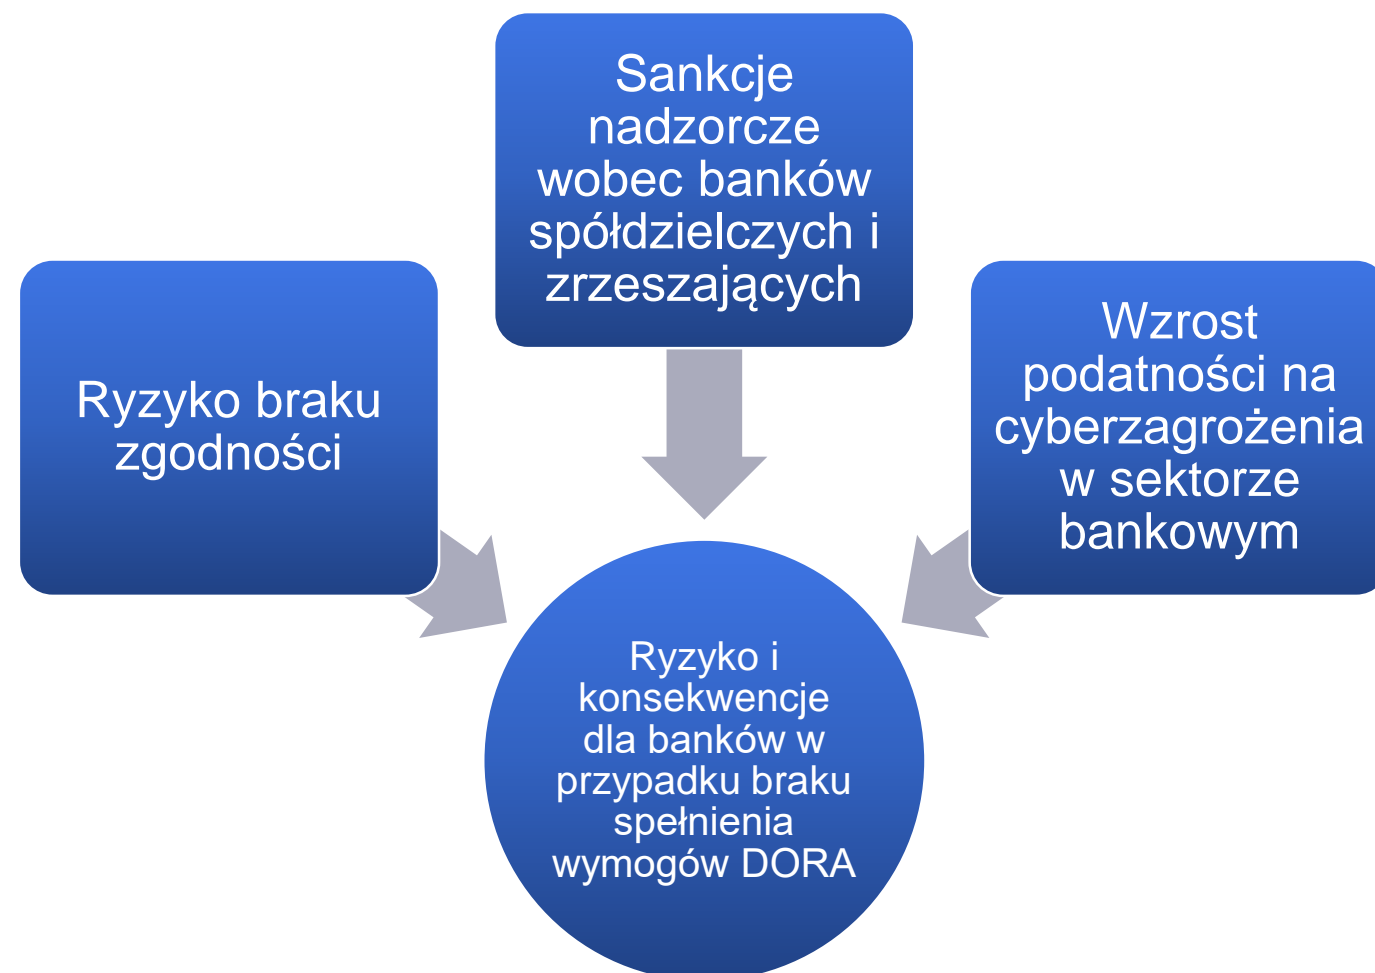 Sankcje
nadzorcze
wobec banków
spółdzielczych i
zrzeszających
Ryzyko braku
zgodności
Wzrost
podatności na
cyberzagrożenia
w sektorze
bankowym
Ryzyko i
konsekwencje
dla banków w
przypadku braku
spełnienia
wymogów DORA